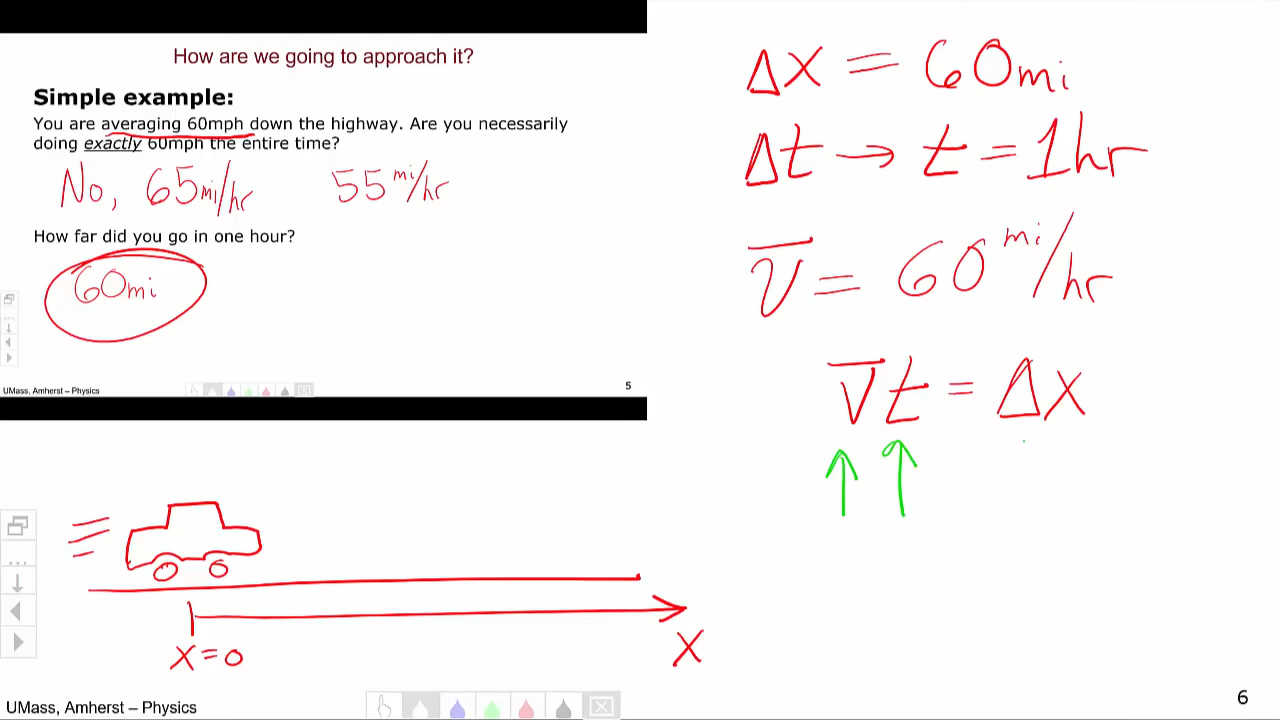 How are we going to approach it?
Simple example:
You are averaging 60mph down the highway. Are you necessarily
doing exactly 60mph the entire time?
No, 65mi/hr 55 mi/hr
How far did you go in one hour?
60mi
UMass, Amherst – Physics
5
Δx = 60mi
Δt → t = 1hr
v̅ = 60 mi/hr
v̅t = Δx
x=0
x
UMass, Amherst – Physics
6